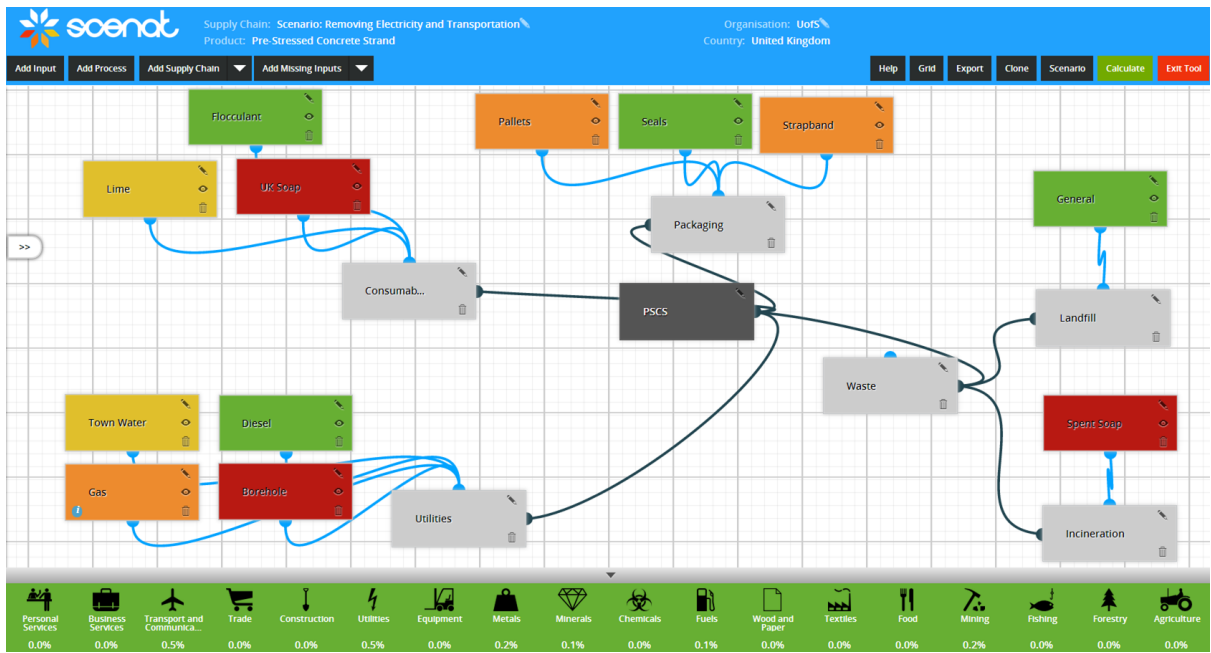 scenat
Supply Chain: Scenario: Removing Electricity and Transportation
Product: Pre-Stressed Concrete Strand
Organisation: UofS
Country: United Kingdom
Add Input
Add Process
Add Supply Chain
Add Missing Inputs
Help
Grid
Export
Clone
Scenario
Calculate
Exit Tool
Flocculant
Pallets
Seals
Strapband
Lime
UK Soap
General
Packaging
>>
Consumab...
PSCS
Landfill
Waste
Town Water
Diesel
Spent Soap
Gas
i
Borehole
Utilities
Incineration
Personal
Services
0.0%
Business
Services
0.0%
Transport and
Communica...
0.5%
Trade
0.0%
Construction
0.0%
Utilities
0.5%
Equipment
0.0%
Metals
0.2%
Minerals
0.1%
Chemicals
0.0%
Fuels
0.1%
Wood and
Paper
0.0%
Textiles
0.0%
Food
0.0%
Mining
0.2%
Fishing
0.0%
Forestry
0.0%
Agriculture
0.0%